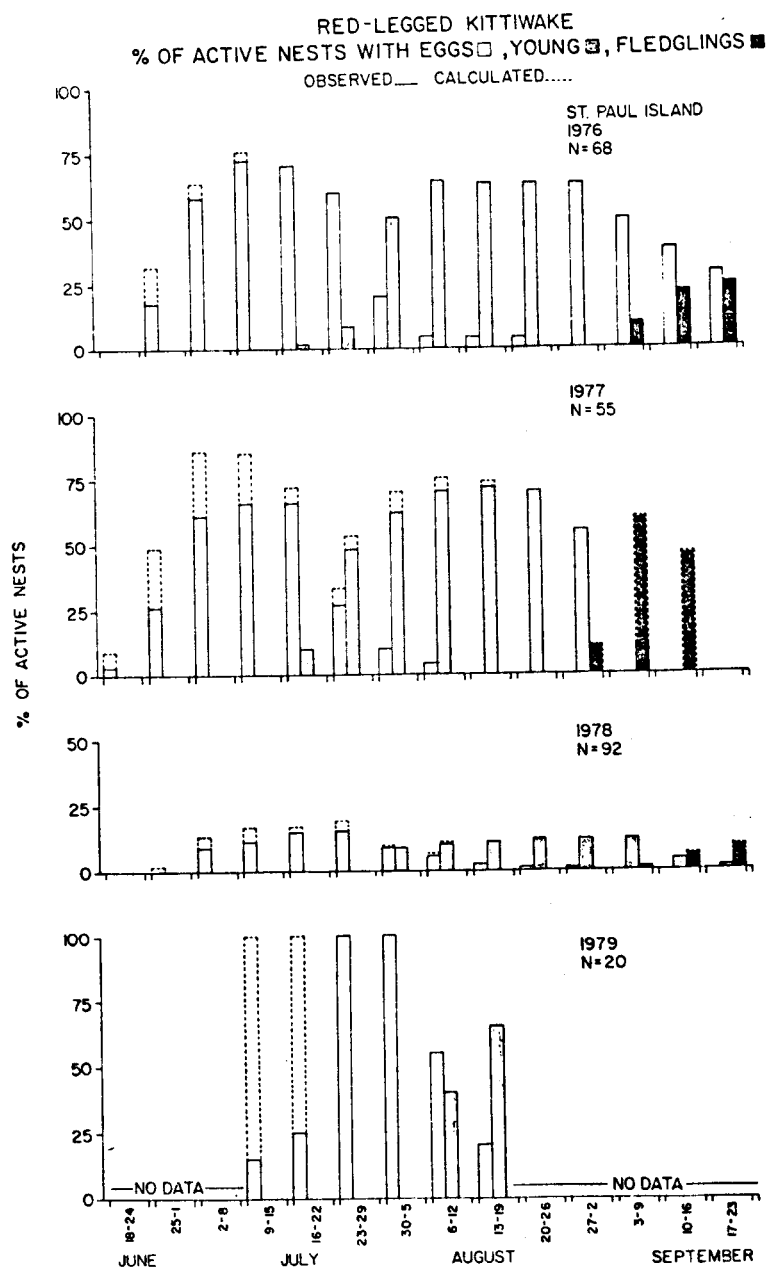 RED-LEGGED KITTIWAKE
% OF ACTIVE NESTS WITH EGGS□, YOUNG▩, FLEDGLINGS■
OBSERVED__ CALCULATED.....
ST. PAUL ISLAND
1976
N=68
100
75
50
25
0
1977
N=55
100
75
50
25
0
% OF ACTIVE NESTS
1978
N=92
50
25
0
1979
N=20
100
75
50
25
0
NO DATA
NO DATA
18-24 25-1 2-8 9-15 16-22 23-29 30-5 6-12 13-19 20-26 27-2 3-9 10-16 17-23
JUNE JULY AUGUST SEPTEMBER